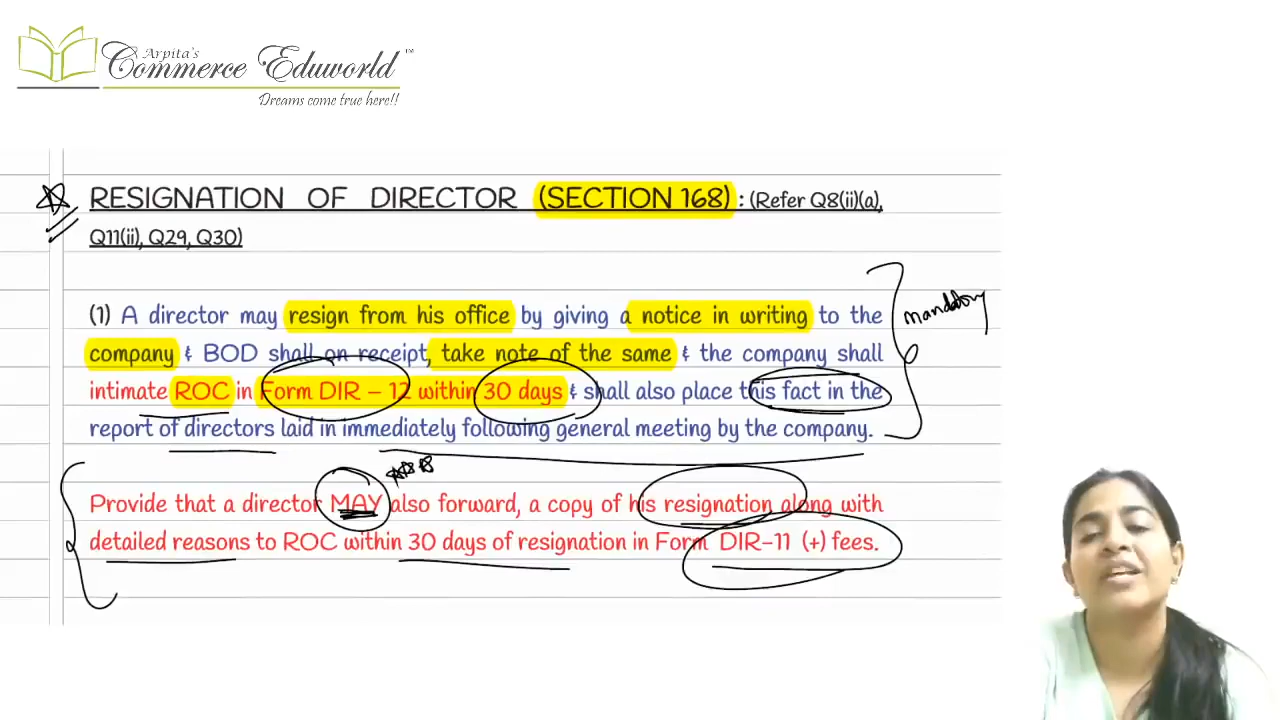 Arpita's
Commerce Eduworld™
Dreams come true here!!
RESIGNATION OF DIRECTOR (SECTION 168) : (Refer Q8(ii)(a),
Q11(ii), Q29, Q30)
(1) A director may resign from his office by giving a notice in writing to the
company & BOD shall on receipt, take note of the same & the company shall
intimate ROC in Form DIR – 12 within 30 days & shall also place this fact in the
report of directors laid in immediately following general meeting by the company.
mandatory
Provide that a director MAY also forward, a copy of his resignation along with
detailed reasons to ROC within 30 days of resignation in Form DIR-11 (+) fees.